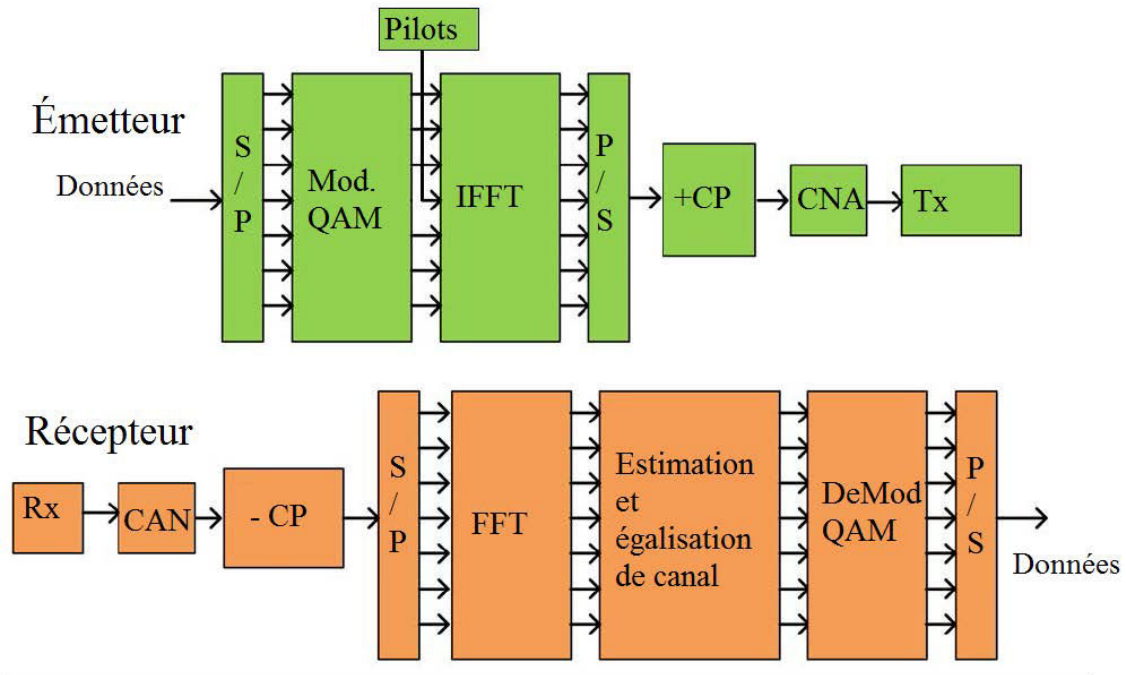 Pilots
Émetteur
Données
S
/
P
Mod.
QAM
IFFT
P
/
S
+CP
CNA
Tx
Récepteur
Rx
CAN
- CP
S
/
P
FFT
Estimation
et
égalisation
de canal
DeMod
QAM
P
/
S
Données